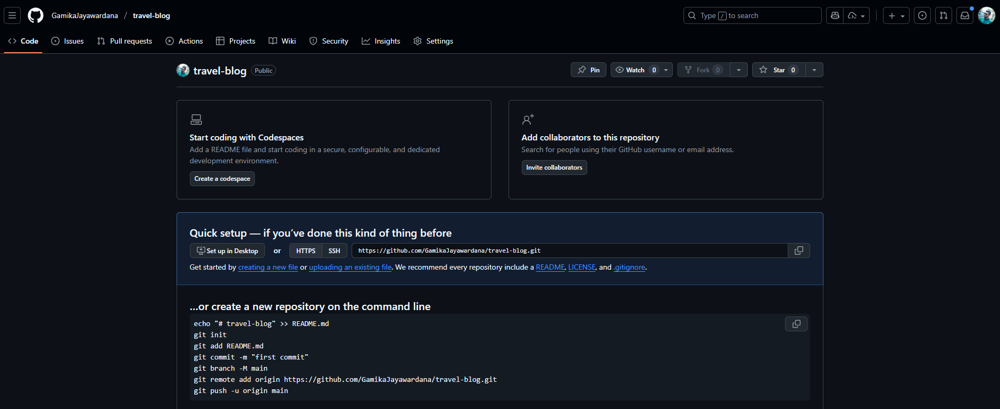 GamikaJayawardana / travel-blog
Type / to search
Code Issues Pull requests Actions Projects Wiki Security Insights Settings
travel-blog Public
Pin Watch 0 Fork 0 Star 0
Start coding with Codespaces
Add a README file and start coding in a secure, configurable, and dedicated
development environment.
Create a codespace
Add collaborators to this repository
Search for people using their GitHub username or email address.
Invite collaborators
Quick setup — if you’ve done this kind of thing before
Set up in Desktop or HTTPS SSH https://github.com/GamikaJayawardana/travel-blog.git
Get started by creating a new file or uploading an existing file. We recommend every repository include a README, LICENSE, and .gitignore.
…or create a new repository on the command line
echo "# travel-blog" >> README.md
git init
git add README.md
git commit -m "first commit"
git branch -M main
git remote add origin https://github.com/GamikaJayawardana/travel-blog.git
git push -u origin main